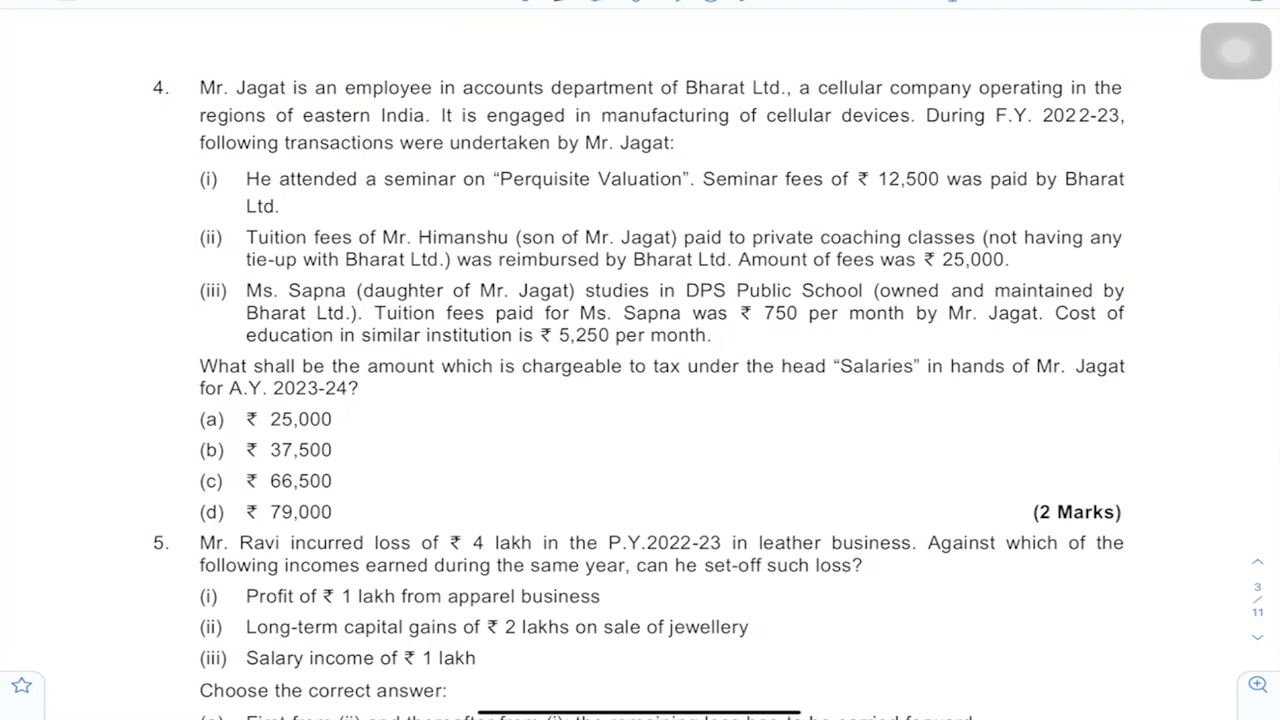 4. Mr. Jagat is an employee in accounts department of Bharat Ltd., a cellular company operating in the
regions of eastern India. It is engaged in manufacturing of cellular devices. During F.Y. 2022-23,
following transactions were undertaken by Mr. Jagat:
(i) He attended a seminar on “Perquisite Valuation”. Seminar fees of ₹ 12,500 was paid by Bharat
Ltd.
(ii) Tuition fees of Mr. Himanshu (son of Mr. Jagat) paid to private coaching classes (not having any
tie-up with Bharat Ltd.) was reimbursed by Bharat Ltd. Amount of fees was ₹ 25,000.
(iii) Ms. Sapna (daughter of Mr. Jagat) studies in DPS Public School (owned and maintained by
Bharat Ltd.). Tuition fees paid for Ms. Sapna was ₹ 750 per month by Mr. Jagat. Cost of
education in similar institution is ₹ 5,250 per month.
What shall be the amount which is chargeable to tax under the head “Salaries” in hands of Mr. Jagat
for A.Y. 2023-24?
(a) ₹ 25,000
(b) ₹ 37,500
(c) ₹ 66,500
(d) ₹ 79,000 (2 Marks)
5. Mr. Ravi incurred loss of ₹ 4 lakh in the P.Y.2022-23 in leather business. Against which of the
following incomes earned during the same year, can he set-off such loss?
(i) Profit of ₹ 1 lakh from apparel business
(ii) Long-term capital gains of ₹ 2 lakhs on sale of jewellery
(iii) Salary income of ₹ 1 lakh
Choose the correct answer:
3
/
11